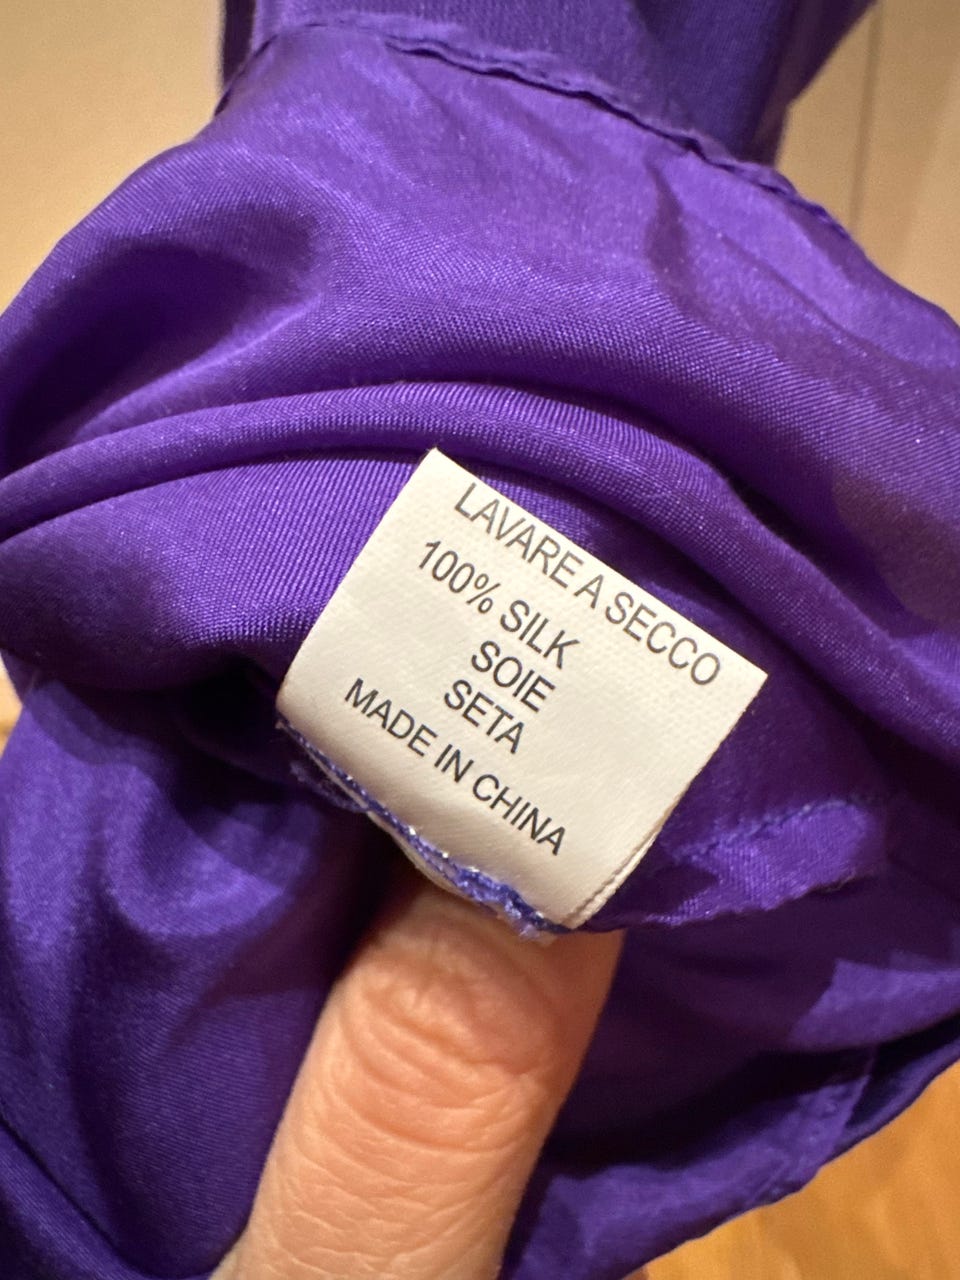 LAVARE A SECCO
100% SILK
SOIE
SETA
MADE IN CHINA